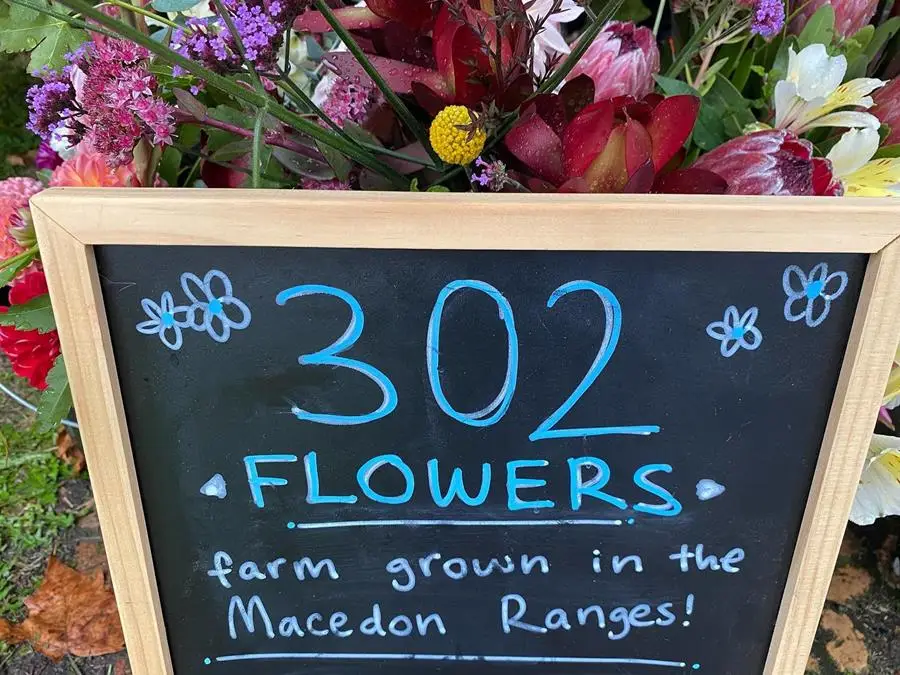 302
FLOWERS
farm grown in the
Macedon Ranges!